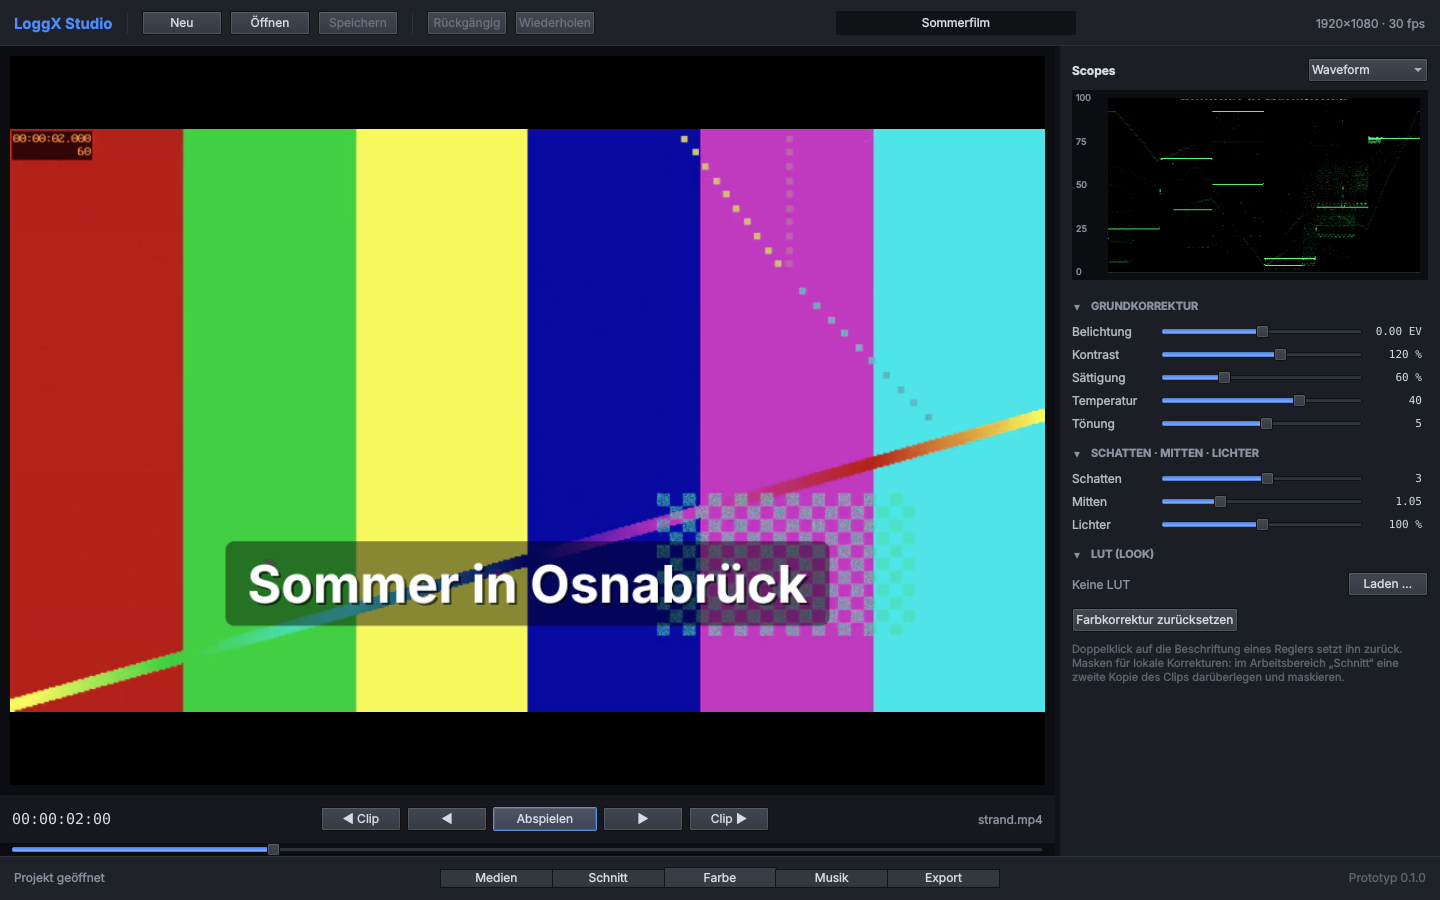 LoggX Studio
Neu
Öffnen
Speichern
Rückgängig
Wiederholen
Sommerfilm
1920×1080 · 30 fps
00:00:02.000
60
Sommer in Osnabrück
Scopes
Waveform
100
75
50
25
0
▼ GRUNDKORREKTUR
Belichtung 0.00 EV
Kontrast 120 %
Sättigung 60 %
Temperatur 40
Tönung 5
▼ SCHATTEN · MITTEN · LICHTER
Schatten 3
Mitten 1.05
Lichter 100 %
▼ LUT (LOOK)
Keine LUT
Laden ...
Farbkorrektur zurücksetzen
Doppelklick auf die Beschriftung eines Reglers setzt ihn zurück.
Masken für lokale Korrekturen: im Arbeitsbereich „Schnitt“ eine
zweite Kopie des Clips darüberlegen und maskieren.
00:00:02:00
◀ Clip
◀
Abspielen
▶
Clip ▶
strand.mp4
Projekt geöffnet
Medien
Schnitt
Farbe
Musik
Export
Prototyp 0.1.0